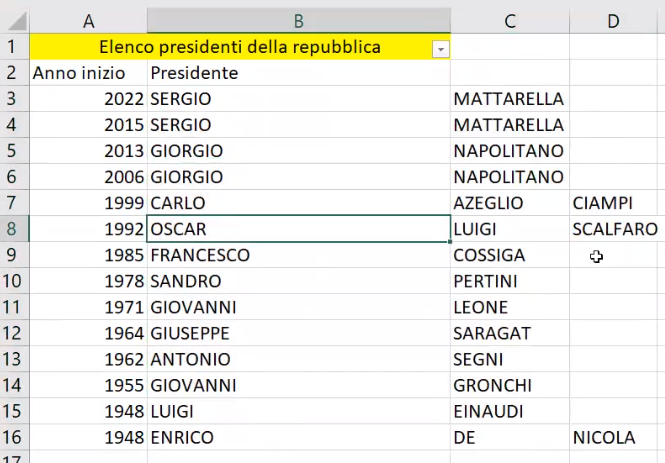 A B C D
1 Elenco presidenti della repubblica
2 Anno inizio Presidente
3 2022 SERGIO MATTARELLA
4 2015 SERGIO MATTARELLA
5 2013 GIORGIO NAPOLITANO
6 2006 GIORGIO NAPOLITANO
7 1999 CARLO AZEGLIO CIAMPI
8 1992 OSCAR LUIGI SCALFARO
9 1985 FRANCESCO COSSIGA
10 1978 SANDRO PERTINI
11 1971 GIOVANNI LEONE
12 1964 GIUSEPPE SARAGAT
13 1962 ANTONIO SEGNI
14 1955 GIOVANNI GRONCHI
15 1948 LUIGI EINAUDI
16 1948 ENRICO DE NICOLA
17